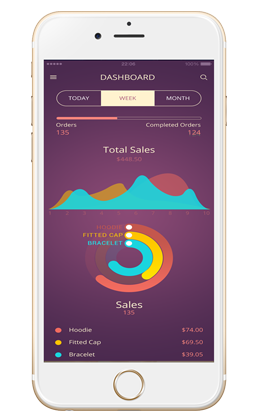 22:06 100%
DASHBOARD
TODAY WEEK MONTH
Orders Completed Orders
135 124
Total Sales
$448.50
HOODIE
FITTED CAP
BRACELET
Sales
135
Hoodie $74.00
Fitted Cap $69.50
Bracelet $39.05